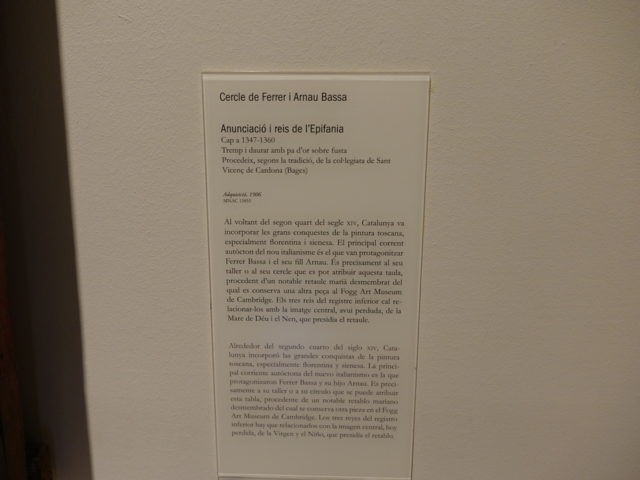 Cercle de Ferrer i Arnau Bassa
Anunciació i reis de l'Epifania
Cap a 1347-1360
Tremp i daurat amb pa d'or sobre fusta
Procedeix, segons la tradició, de la col·legiata de Sant
Vicenç de Cardona (Bages)
Adquisició, 1906
Al voltant del segon quart del segle XIV, Catalunya va
incorporar les grans conquestes de la pintura toscana,
especialment florentina i sienesa. El principal corrent
autòcton del nou italianisme és el que van protagonitzar
Ferrer Bassa i el seu fill Arnau. És precisament al seu
taller o al seu cercle que es pot atribuir aquesta taula,
procedent d'un notable retaule marià desmembrat del
qual es conserva una altra peça al Fogg Art Museum
de Cambridge. Els tres reis del registre inferior cal re-
lacionar-los amb la imatge central, avui perduda, de la
Mare de Déu i el Nen, que presidia el retaule.
Alrededor del segundo cuarto del siglo XIV, Cata-
lunya incorporó las grandes conquistas de la pintura
toscana, especialmente florentina y sienesa. La princi-
pal corriente autóctona del nuevo italianismo es la que
protagonizaron Ferrer Bassa y su hijo Arnau. Es preci-
samente a su taller o a su círculo que se puede atribuir
esta tabla, procedente de un notable retablo mariano
desmembrado del cual se conserva otra pieza en el Fogg
Art Museum de Cambridge. Los tres reyes del registro
inferior hay que relacionarlos con la imagen central, hoy
perdida, de la Virgen y el Niño, que presidía el retablo.